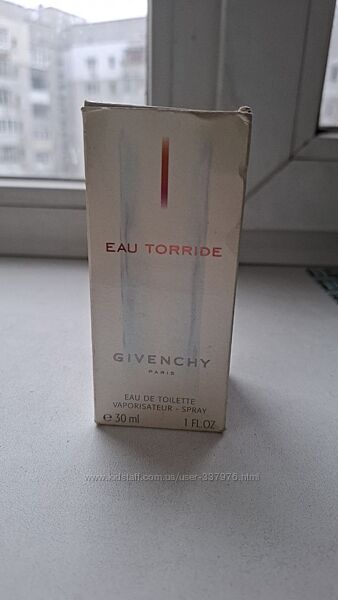 EAU TORRIDE
GIVENCHY
PARIS
EAU DE TOILETTE
VAPORISATEUR - SPRAY
℮ 30 ml 1 FL.OZ
www.kidstaff.com.ua/user-337976.html